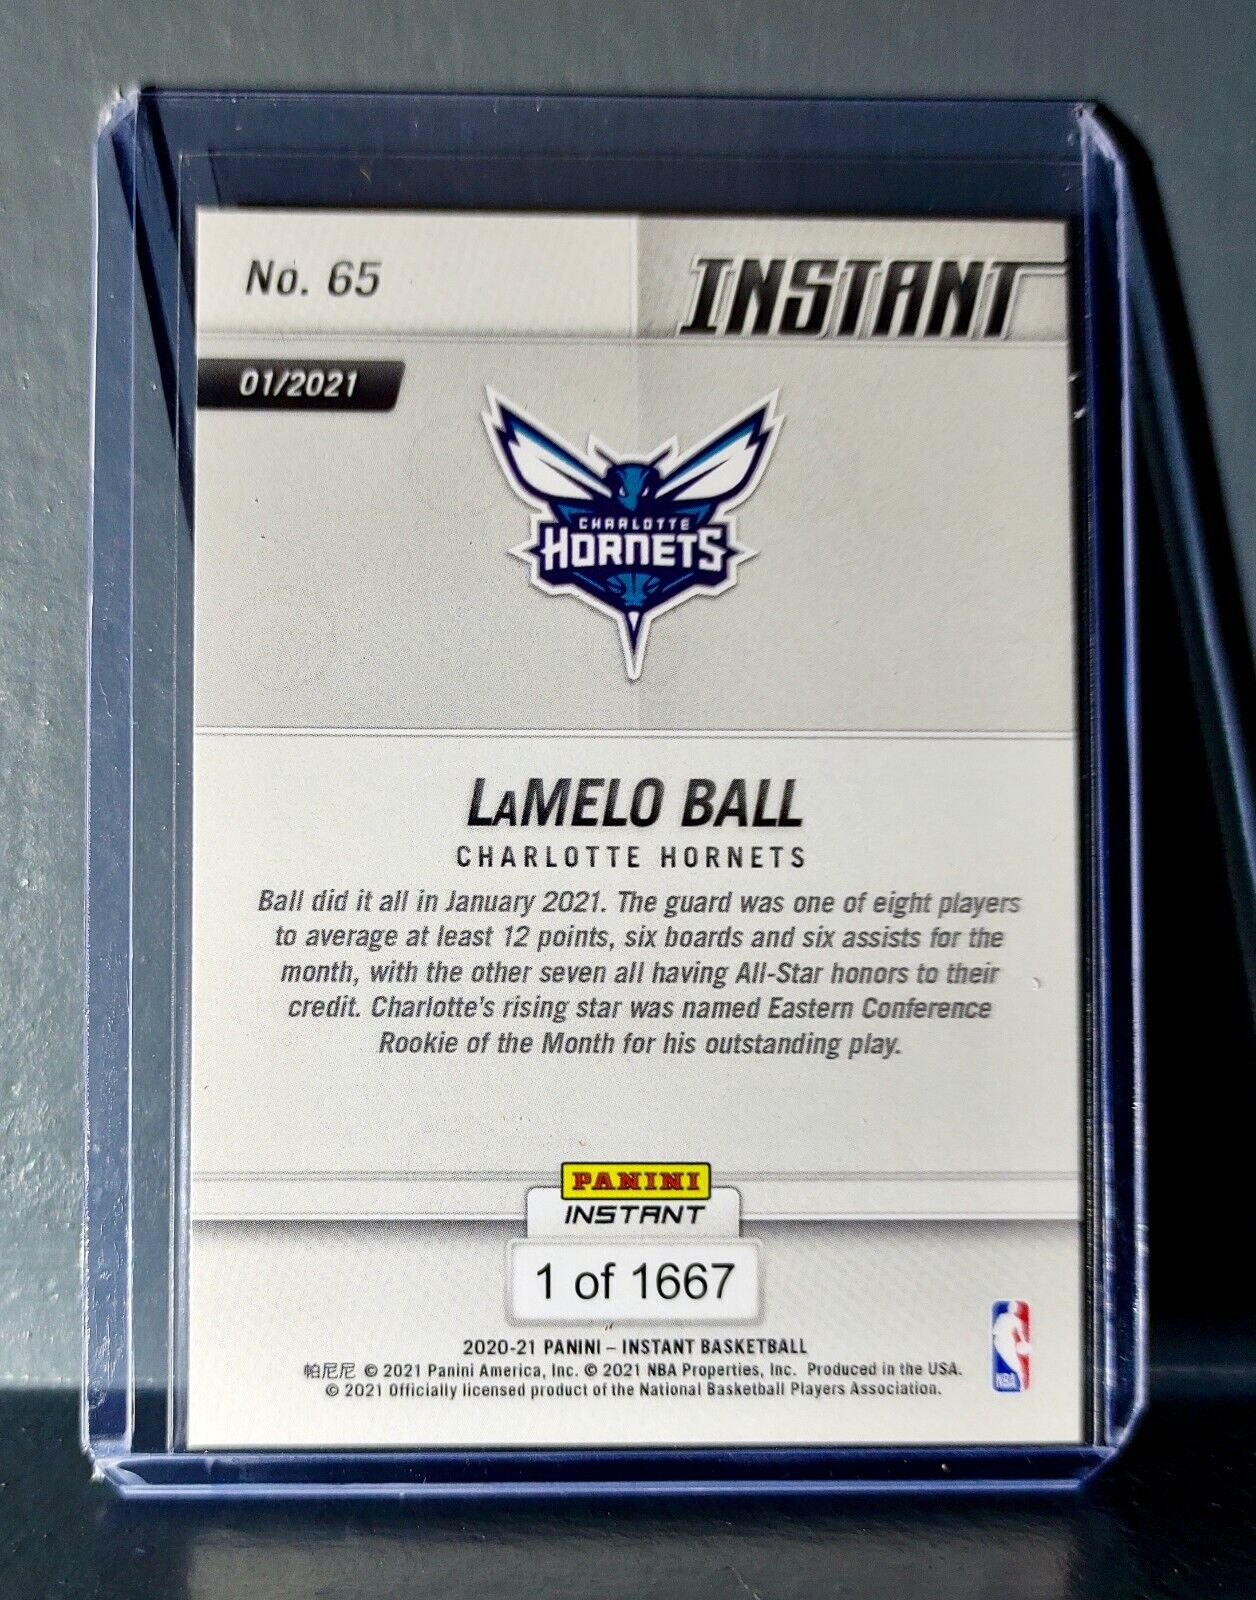 No. 65
INSTANT
01/2021
CHARLOTTE
HORNETS
LaMELO BALL
CHARLOTTE HORNETS
Ball did it all in January 2021. The guard was one of eight players
to average at least 12 points, six boards and six assists for the
month, with the other seven all having All-Star honors to their
credit. Charlotte's rising star was named Eastern Conference
Rookie of the Month for his outstanding play.
PANINI
INSTANT
1 of 1667
2020-21 PANINI – INSTANT BASKETBALL
帕尼尼 © 2021 Panini America, Inc. © 2021 NBA Properties, Inc. Produced in the USA.
© 2021 Officially licensed product of the National Basketball Players Association.
NBA